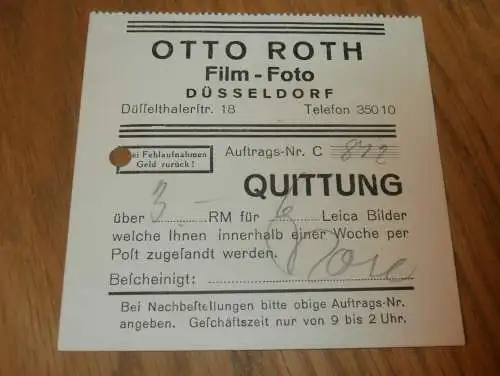 OTTO ROTH
Film - Foto
DÜSSELDORF
Düſſelthalerſtr. 18 Telefon 35010
Bei Fehlaufnahmen
Geld zurück!
Auftrags-Nr. C 812
QUITTUNG
über 3 RM für 6 Leica Bilder
welche Ihnen innerhalb einer Woche per
Poſt zugeſandt werden.
Beſcheinigt:
Bei Nachbeſtellungen bitte obige Auftrags-Nr.
angeben. Geſchäftszeit nur von 9 bis 2 Uhr.